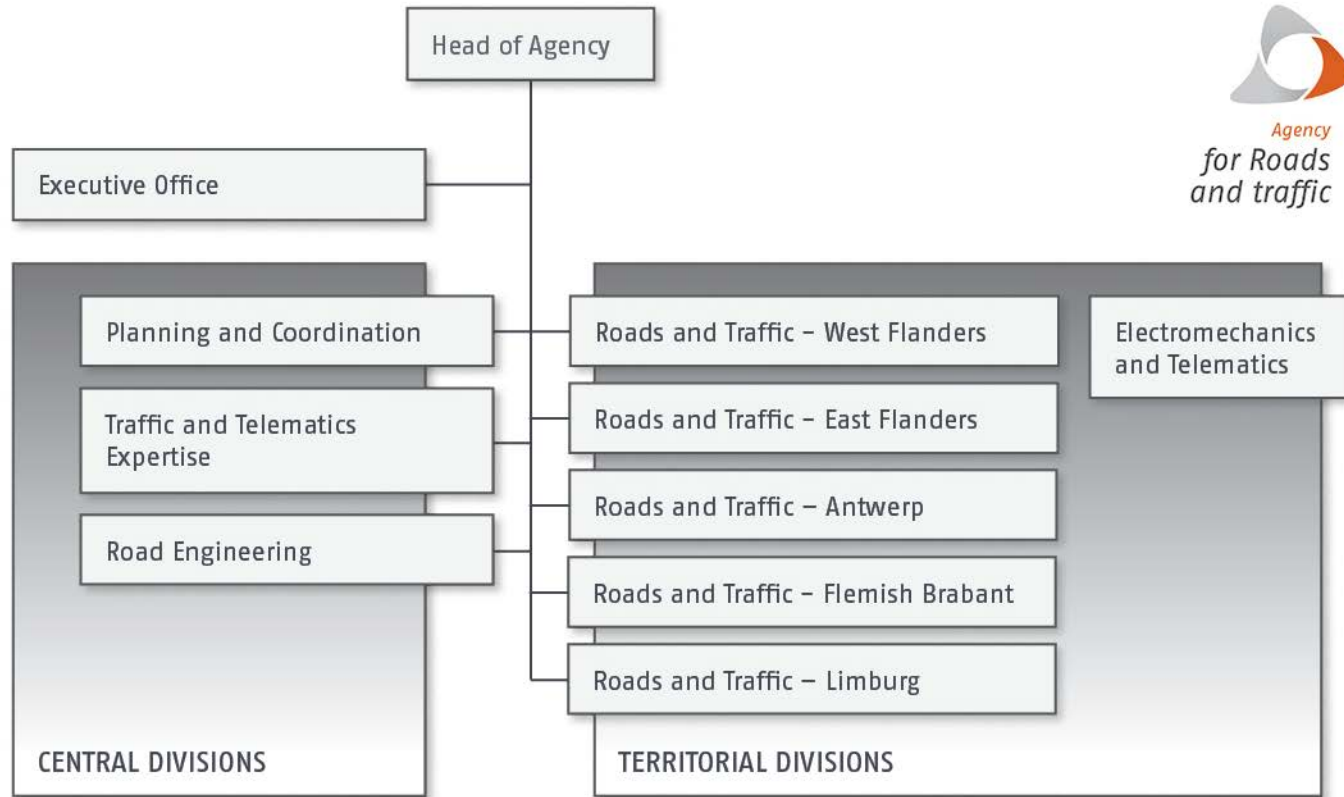 Head of Agency
Agency
for Roads
and traffic
Executive Office
Planning and Coordination
Traffic and Telematics
Expertise
Road Engineering
CENTRAL DIVISIONS
Roads and Traffic – West Flanders
Roads and Traffic – East Flanders
Roads and Traffic – Antwerp
Roads and Traffic – Flemish Brabant
Roads and Traffic – Limburg
Electromechanics
and Telematics
TERRITORIAL DIVISIONS